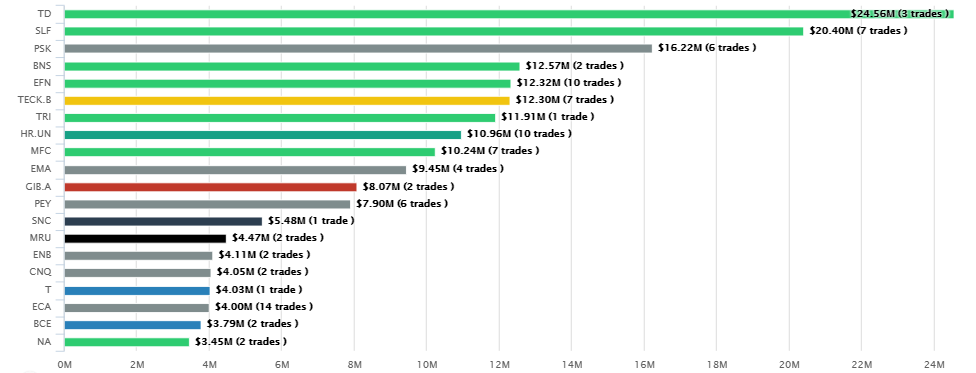 TD $24.56M (3 trades )
SLF $20.40M (7 trades )
PSK $16.22M (6 trades )
BNS $12.57M (2 trades )
EFN $12.32M (10 trades )
TECK.B $12.30M (7 trades )
TRI $11.91M (1 trade )
HR.UN $10.96M (10 trades )
MFC $10.24M (7 trades )
EMA $9.45M (4 trades )
GIB.A $8.07M (2 trades )
PEY $7.90M (6 trades )
SNC $5.48M (1 trade )
MRU $4.47M (2 trades )
ENB $4.11M (2 trades )
CNQ $4.05M (2 trades )
T $4.03M (1 trade )
ECA $4.00M (14 trades )
BCE $3.79M (2 trades )
NA $3.45M (2 trades )
0M 2M 4M 6M 8M 10M 12M 14M 16M 18M 20M 22M 24M